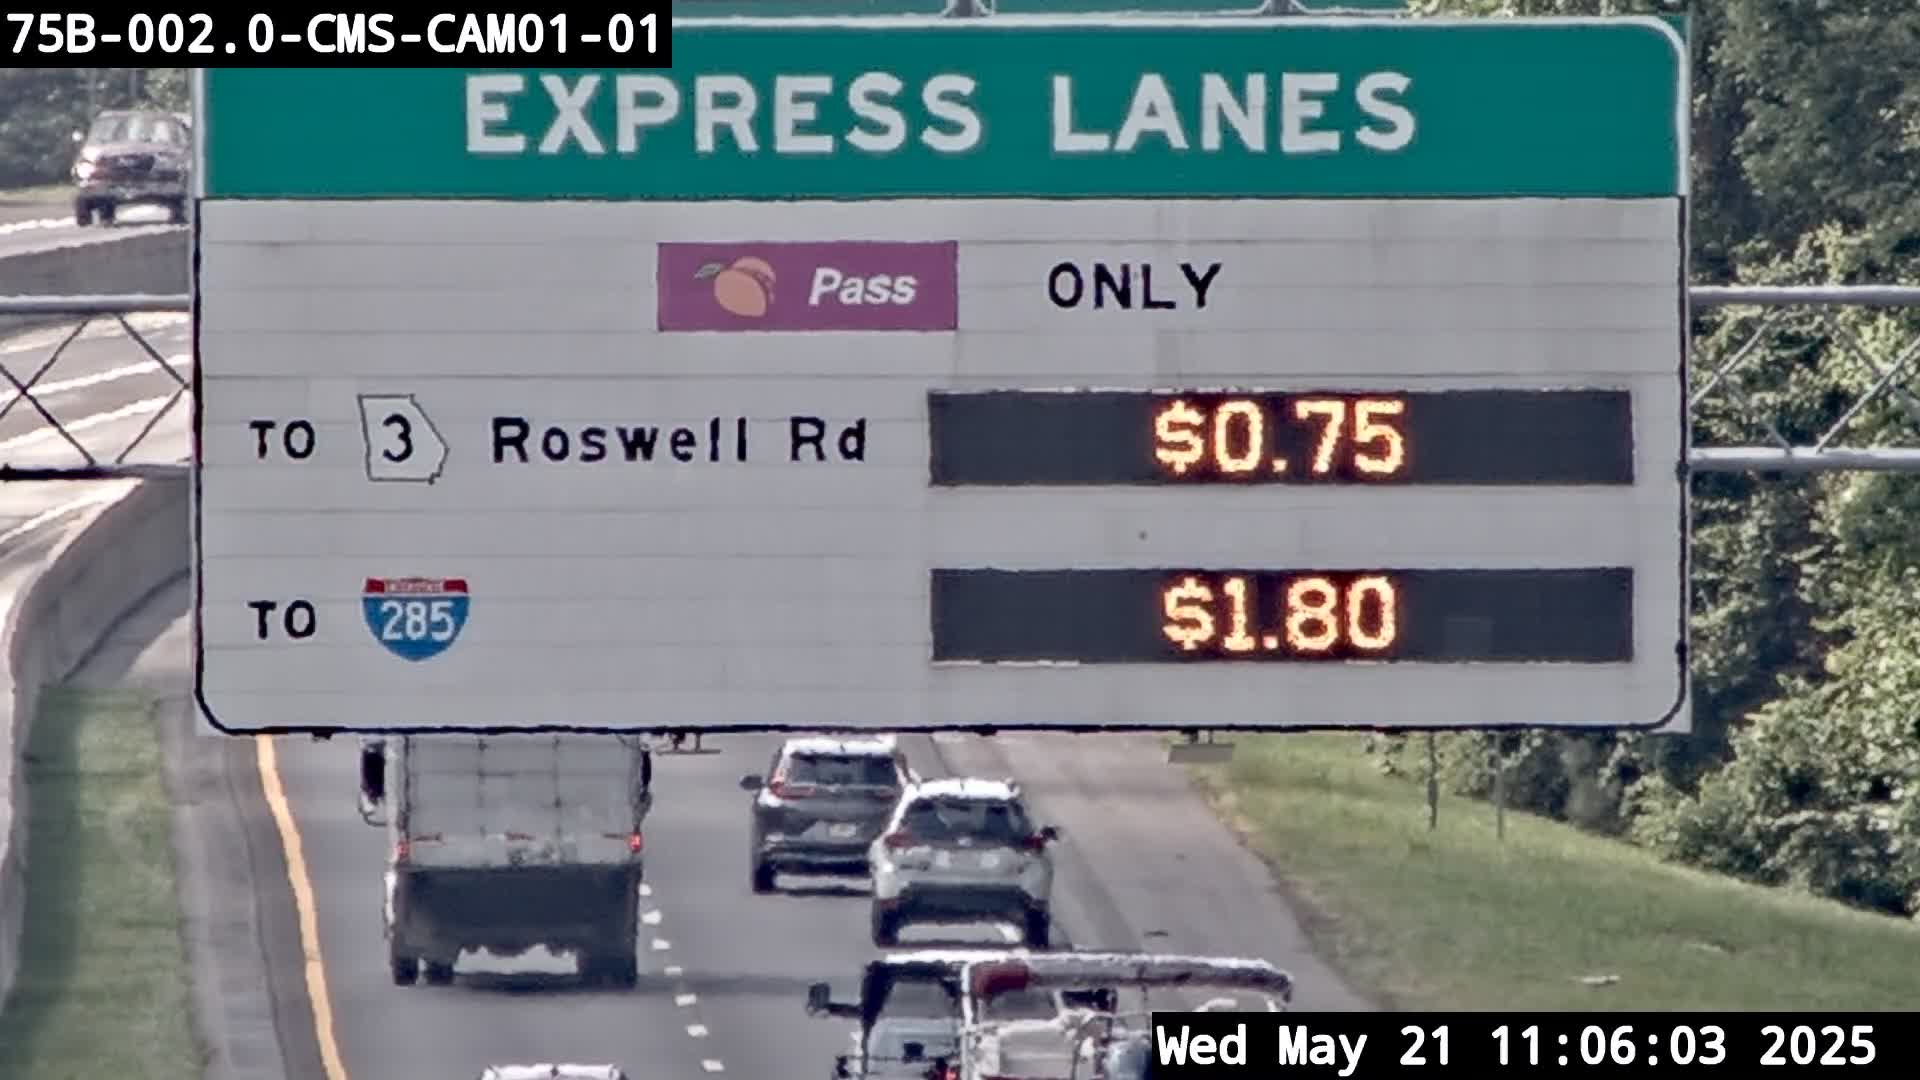 75B-002.0-CMS-CAM01-01
EXPRESS LANES
Pass ONLY
TO 3 Roswell Rd $0.75
INTERSTATE
TO 285 $1.80
Wed May 21 11:06:03 2025